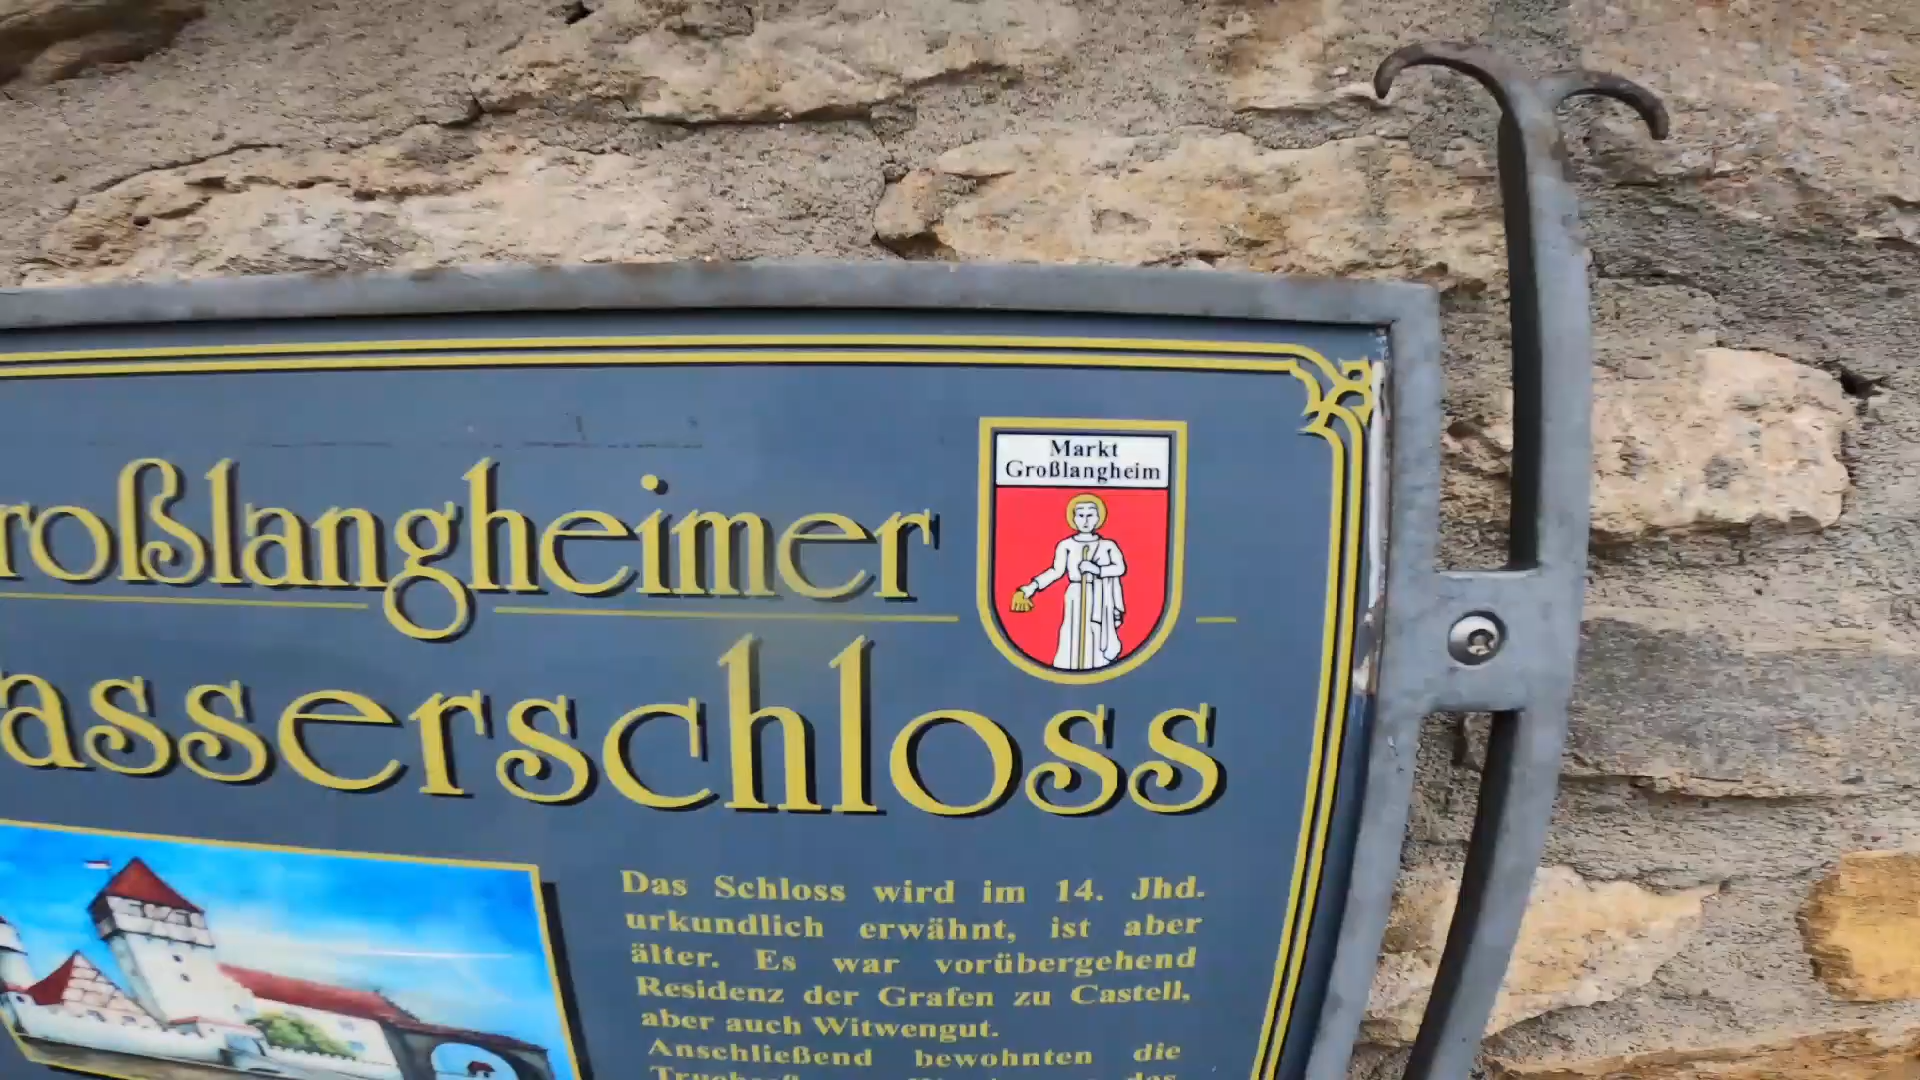 Markt
Großlangheim
roßlangheimer
asserschloss
Das Schloss wird im 14. Jhd.
urkundlich erwähnt, ist aber
älter. Es war vorübergehend
Residenz der Grafen zu Castell,
aber auch Witwengut.
Anschließend bewohnten die